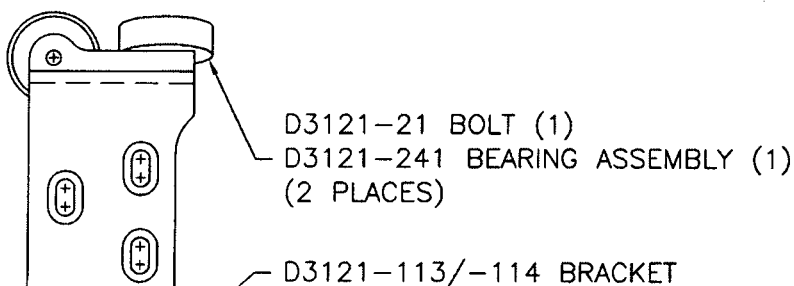 D3121-21 BOLT (1)
D3121-241 BEARING ASSEMBLY (1)
(2 PLACES)
D3121-113/-114 BRACKET